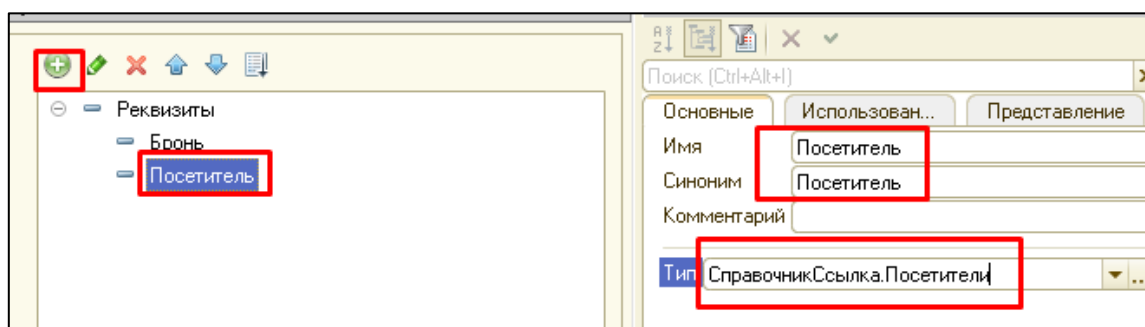 Поиск (Ctrl+Alt+I)
Реквизиты
Бронь
Посетитель
Основные Использован... Представление
Имя Посетитель
Синоним Посетитель
Комментарий
Тип СправочникСсылка.Посетители